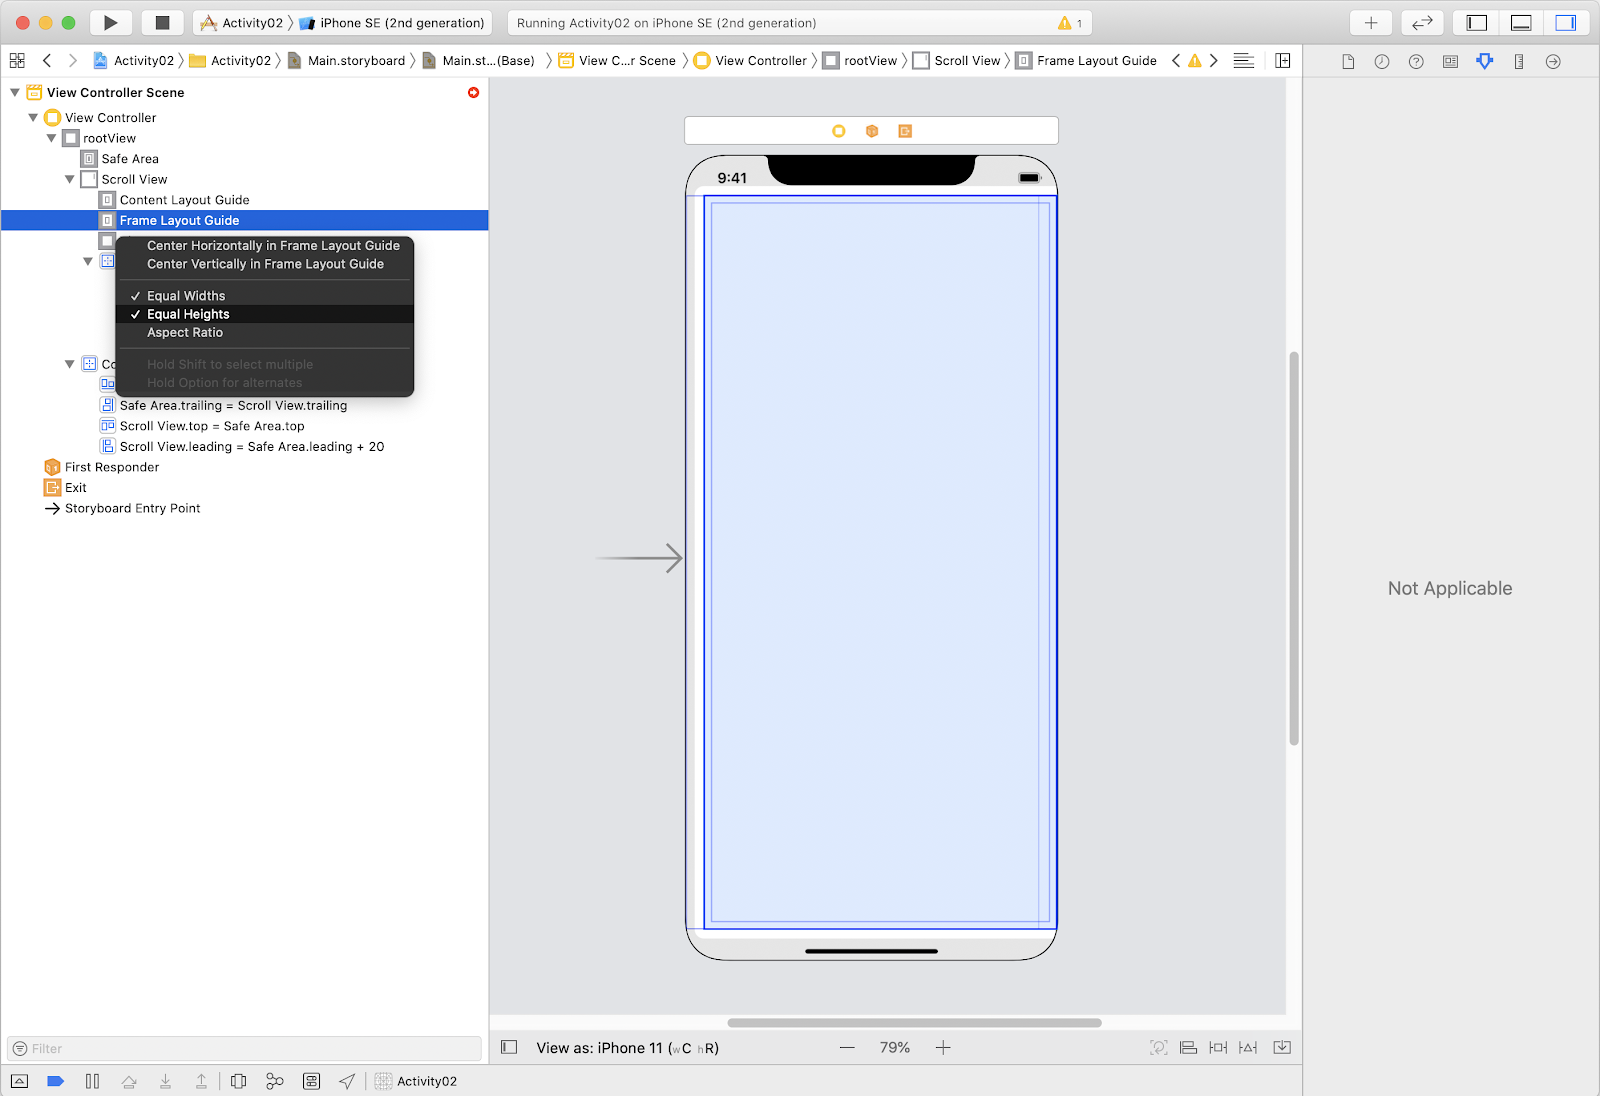 Activity02 iPhone SE (2nd generation) Running Activity02 on iPhone SE (2nd generation) 1
Activity02 Activity02 Main.storyboard Main.st...(Base) View C...r Scene View Controller rootView Scroll View Frame Layout Guide
View Controller Scene
View Controller
rootView
Safe Area
Scroll View
Content Layout Guide
Frame Layout Guide
Center Horizontally in Frame Layout Guide
Center Vertically in Frame Layout Guide
✓ Equal Widths
✓ Equal Heights
Aspect Ratio
Hold Shift to select multiple
Hold Option for alternates
Co
Safe Area.trailing = Scroll View.trailing
Scroll View.top = Safe Area.top
Scroll View.leading = Safe Area.leading + 20
First Responder
Exit
Storyboard Entry Point
9:41
Not Applicable
Filter
View as: iPhone 11 (wC hR) 79%
Activity02